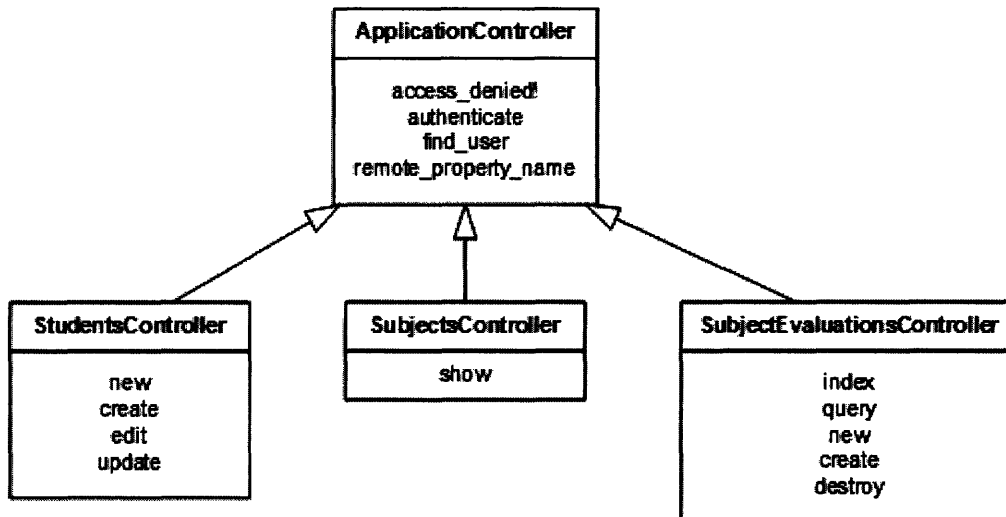 ApplicationController
access_denied!
authenticate
find_user
remote_property_name
StudentsController
new
create
edit
update
SubjectsController
show
SubjectEvaluationsController
index
query
new
create
destroy